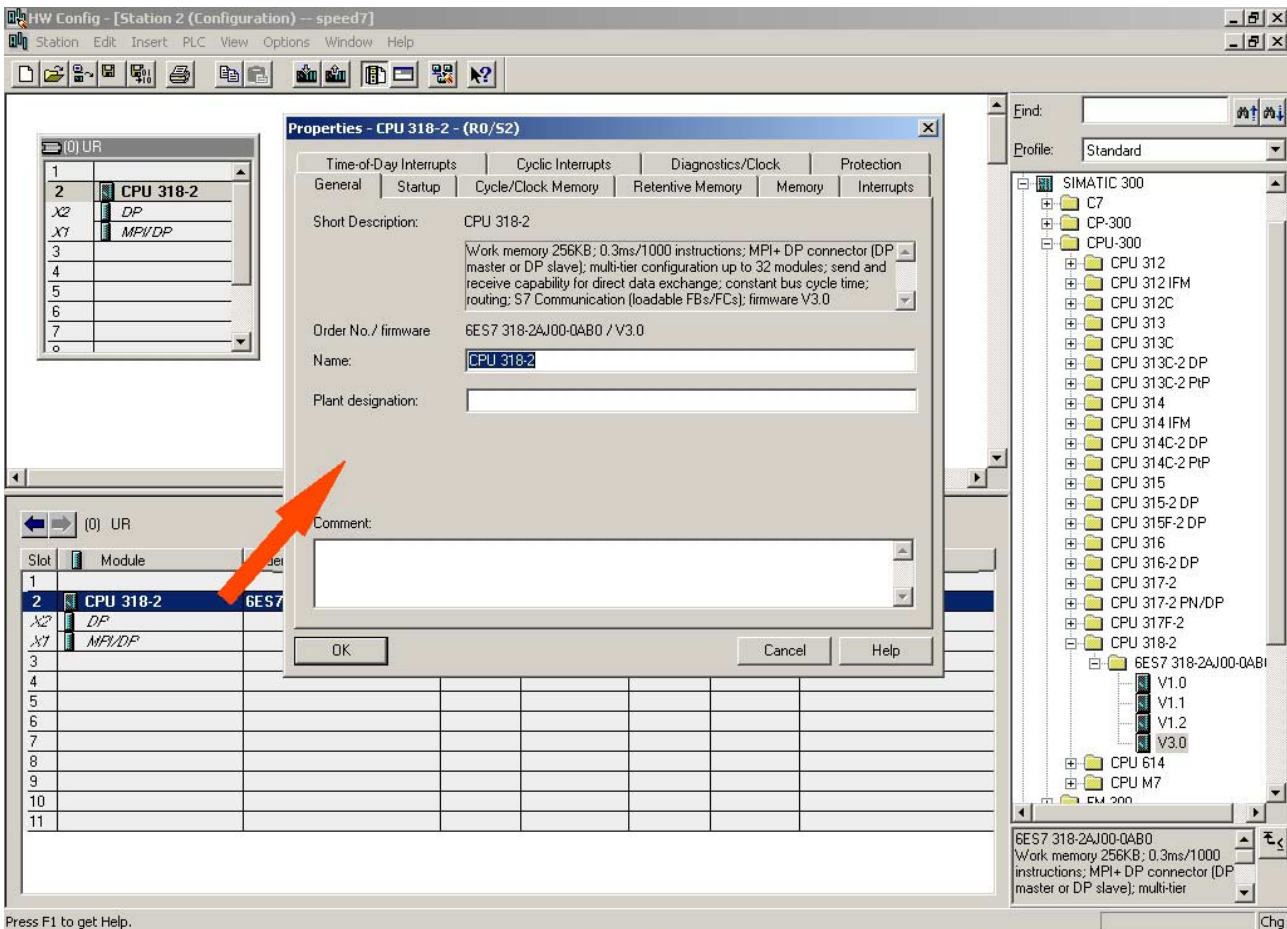 HW Config - [Station 2 (Configuration) -- speed7]
Station Edit Insert PLC View Options Window Help
(0) UR
1
2 CPU 318-2
X2 DP
X1 MPI/DP
3
4
5
6
7
Properties - CPU 318-2 - (R0/S2)
Time-of-Day Interrupts Cyclic Interrupts Diagnostics/Clock Protection
General Startup Cycle/Clock Memory Retentive Memory Memory Interrupts
Short Description: CPU 318-2
Work memory 256KB; 0.3ms/1000 instructions; MPI+ DP connector (DP
master or DP slave); multi-tier configuration up to 32 modules; send and
receive capability for direct data exchange; constant bus cycle time;
routing; S7 Communication (loadable FBs/FCs); firmware V3.0
Order No./ firmware 6ES7 318-2AJ00-0AB0 / V3.0
Name: CPU 318-2
Plant designation:
Comment:
OK Cancel Help
(0) UR
Slot Module
1
2 CPU 318-2 6ES7
X2 DP
X1 MPI/DP
3
4
5
6
7
8
9
10
11
Find:
Profile: Standard
SIMATIC 300
C7
CP-300
CPU-300
CPU 312
CPU 312 IFM
CPU 312C
CPU 313
CPU 313C
CPU 313C-2 DP
CPU 313C-2 PtP
CPU 314
CPU 314 IFM
CPU 314C-2 DP
CPU 314C-2 PtP
CPU 315
CPU 315-2 DP
CPU 315F-2 DP
CPU 316
CPU 316-2 DP
CPU 317-2
CPU 317-2 PN/DP
CPU 317F-2
CPU 318-2
6ES7 318-2AJ00-0AB
V1.0
V1.1
V1.2
V3.0
CPU 614
CPU M7
FM 300
6ES7 318-2AJ00-0AB0
Work memory 256KB; 0.3ms/1000
instructions; MPI+ DP connector (DP
master or DP slave); multi-tier
Press F1 to get Help. Chg